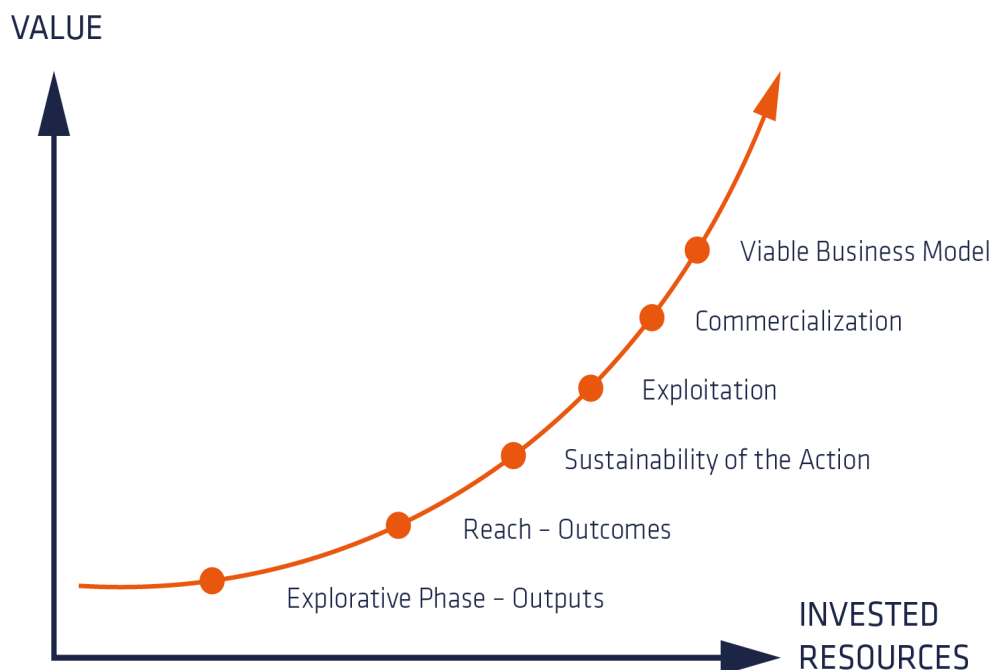 VALUE
Viable Business Model
Commercialization
Exploitation
Sustainability of the Action
Reach – Outcomes
Explorative Phase – Outputs
INVESTED
RESOURCES